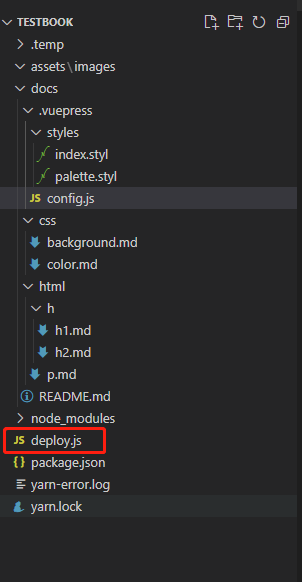 TESTBOOK
.temp
assets\images
docs
.vuepress
styles
index.styl
palette.styl
JS config.js
css
background.md
color.md
html
h
h1.md
h2.md
p.md
README.md
node_modules
JS deploy.js
{} package.json
yarn-error.log
yarn.lock